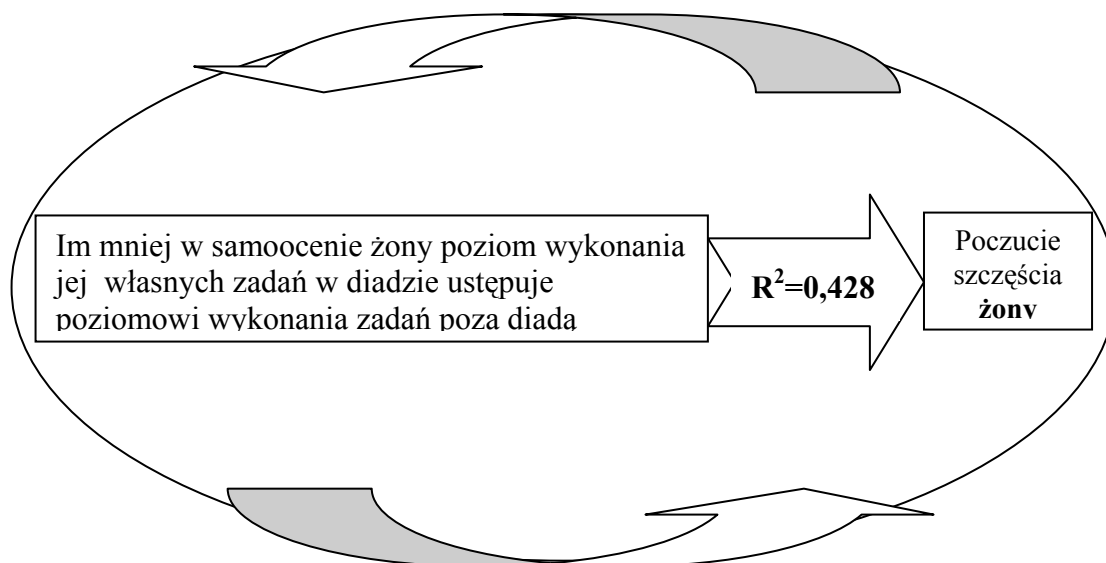 Im mniej w samoocenie żony poziom wykonania
jej własnych zadań w diadzie ustępuje
poziomowi wykonania zadań poza diadą
R²=0,428
Poczucie
szczęścia
żony